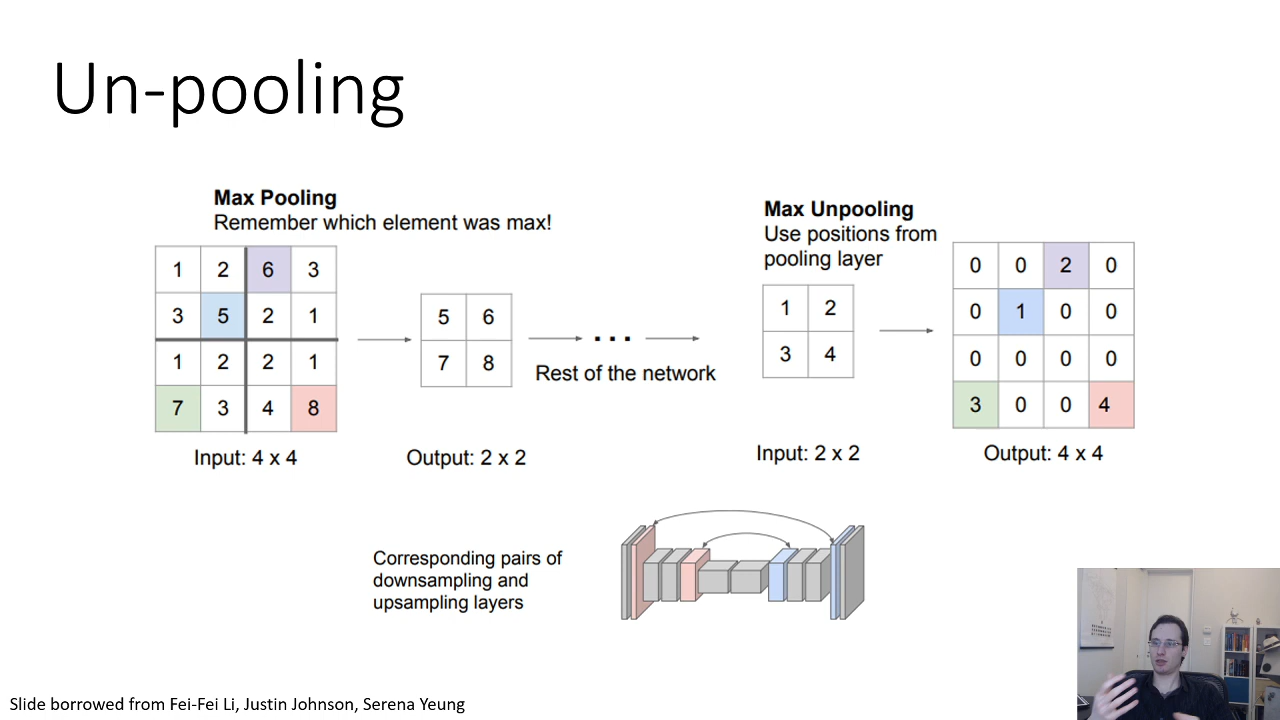 Un-pooling
Max Pooling
Remember which element was max!
1 2 6 3
3 5 2 1
1 2 2 1
7 3 4 8
Input: 4 x 4
5 6
7 8
Output: 2 x 2
...
Rest of the network
Max Unpooling
Use positions from
pooling layer
1 2
3 4
Input: 2 x 2
0 0 2 0
0 1 0 0
0 0 0 0
3 0 0 4
Output: 4 x 4
Corresponding pairs of
downsampling and
upsampling layers
Slide borrowed from Fei-Fei Li, Justin Johnson, Serena Yeung